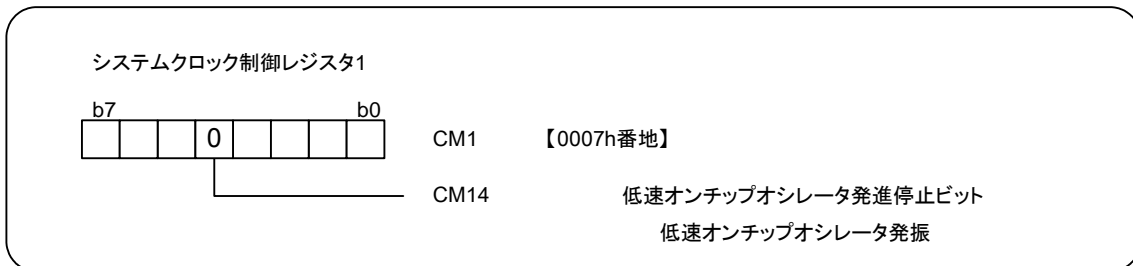 システムクロック制御レジスタ1
b7 b0
0 CM1 【0007h番地】
CM14 低速オンチップオシレータ発進停止ビット
低速オンチップオシレータ発振